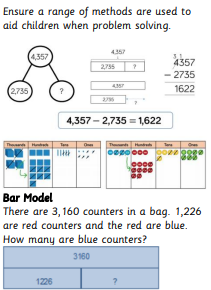 Ensure a range of methods are used to
aid children when problem solving.
4,357
2,735
?
4,357
2,735
?
4,357
2,735
?
3 1
4357
− 2735
1622
4,357 − 2,735 = 1,622
Thousands Hundreds Tens Ones
Thousands Hundreds Tens Ones
Bar Model
There are 3,160 counters in a bag. 1,226
are red counters and the red are blue.
How many are blue counters?
3160
1226
?